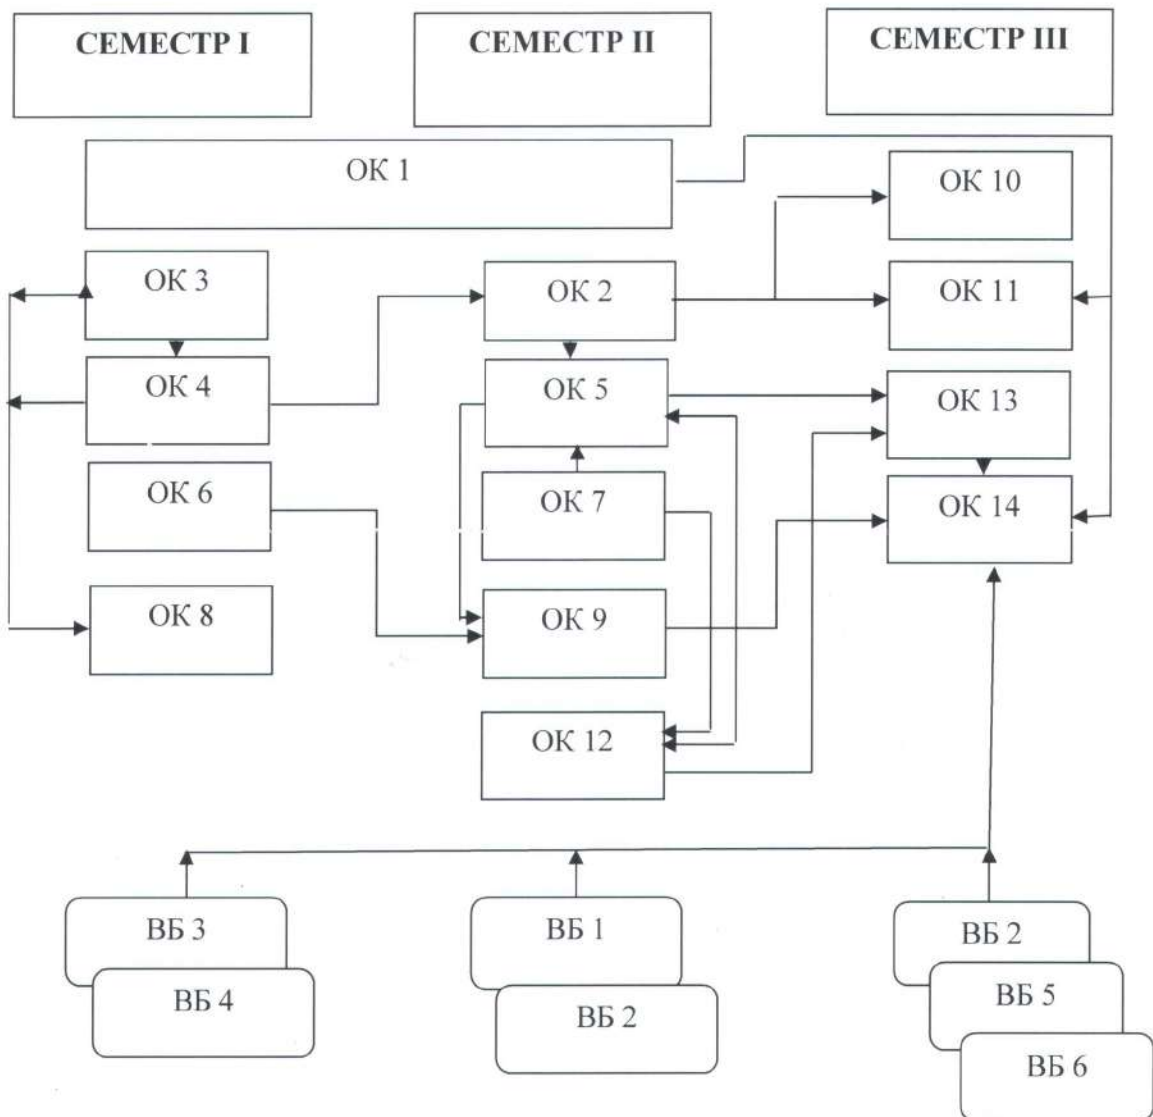 СЕМЕСТР І
СЕМЕСТР ІІ
СЕМЕСТР ІІІ
ОК 1
ОК 10
ОК 3
ОК 2
ОК 11
ОК 4
ОК 5
ОК 13
ОК 6
ОК 7
ОК 14
ОК 8
ОК 9
ОК 12
ВБ 3
ВБ 1
ВБ 2
ВБ 4
ВБ 2
ВБ 5
ВБ 6